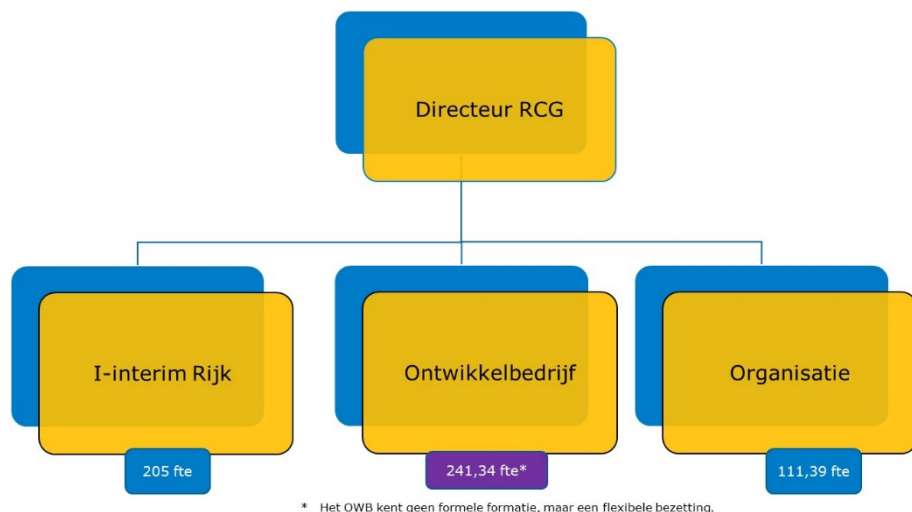 Directeur RCG
I-interim Rijk
Ontwikkelbedrijf
Organisatie
205 fte
241,34 fte*
111,39 fte
* Het OWB kent geen formele formatie, maar een flexibele bezetting.